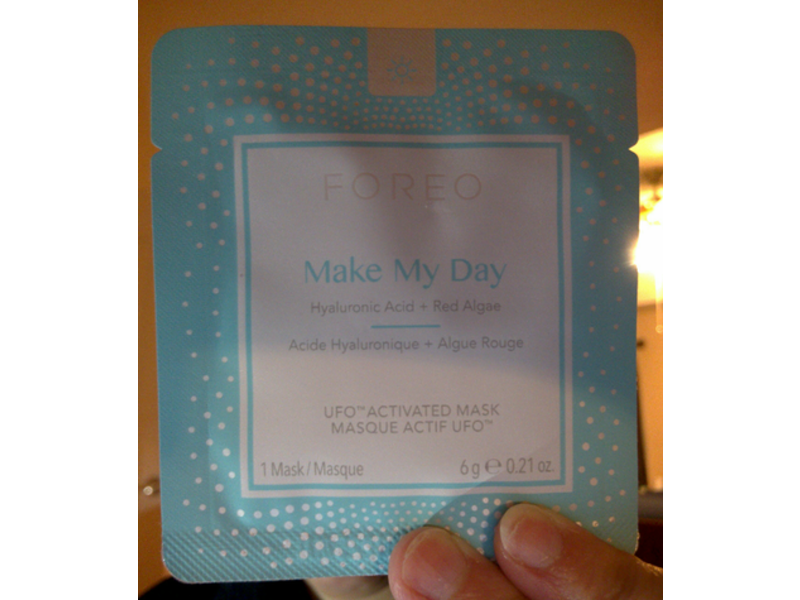 FOREO
Make My Day
Hyaluronic Acid + Red Algae
Acide Hyaluronique + Algue Rouge
UFO™ ACTIVATED MASK
MASQUE ACTIF UFO™
1 Mask / Masque 6 g ℮ 0.21 oz.